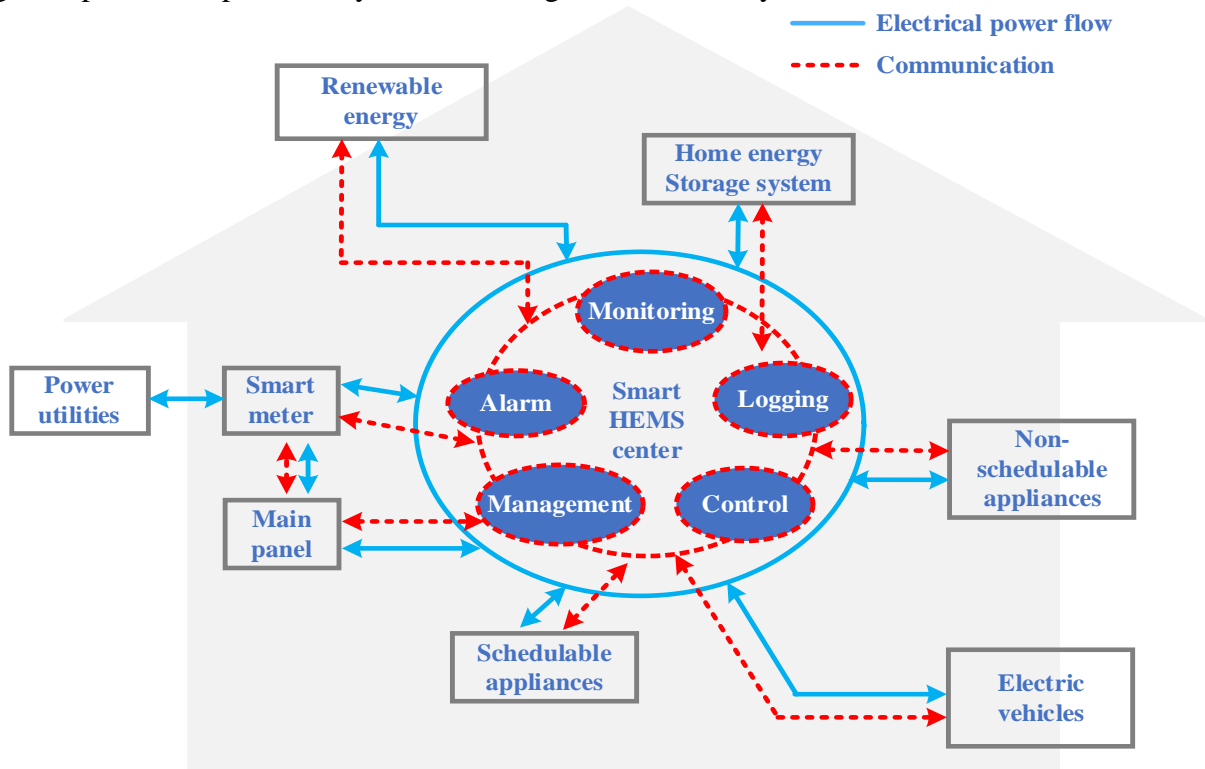 Electrical power flow
Communication
Renewable
energy
Home energy
Storage system
Monitoring
Alarm
Smart
HEMS
center
Logging
Power
utilities
Smart
meter
Non-
schedulable
appliances
Management
Control
Main
panel
Schedulable
appliances
Electric
vehicles